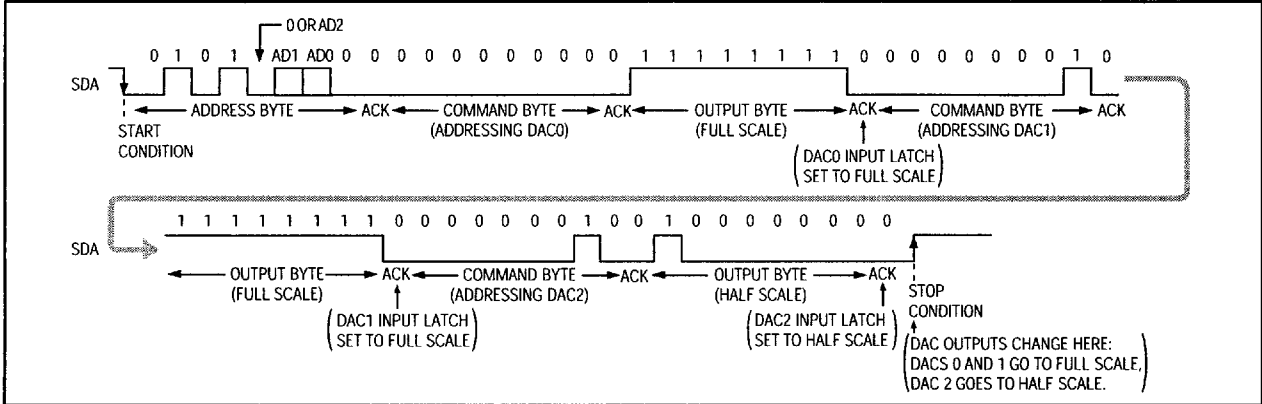 0 OR AD2
0 1 0 1 AD1 AD0 0 0 0 0 0 0 0 0 0 0 0 1 1 1 1 1 1 1 1 0 0 0 0 0 0 0 0 1 0
SDA
ADDRESS BYTE ACK COMMAND BYTE ACK OUTPUT BYTE ACK COMMAND BYTE ACK
(ADDRESSING DAC0) (FULL SCALE) (ADDRESSING DAC1)
START
CONDITION
(DAC0 INPUT LATCH
SET TO FULL SCALE)
1 1 1 1 1 1 1 1 0 0 0 0 0 0 0 1 0 0 1 0 0 0 0 0 0 0 0
SDA
OUTPUT BYTE ACK COMMAND BYTE ACK OUTPUT BYTE ACK
(FULL SCALE) (ADDRESSING DAC2) (HALF SCALE)
STOP
CONDITION
(DAC1 INPUT LATCH
SET TO FULL SCALE)
(DAC2 INPUT LATCH
SET TO HALF SCALE)
(DAC OUTPUTS CHANGE HERE:
DACS 0 AND 1 GO TO FULL SCALE,
DAC 2 GOES TO HALF SCALE.)